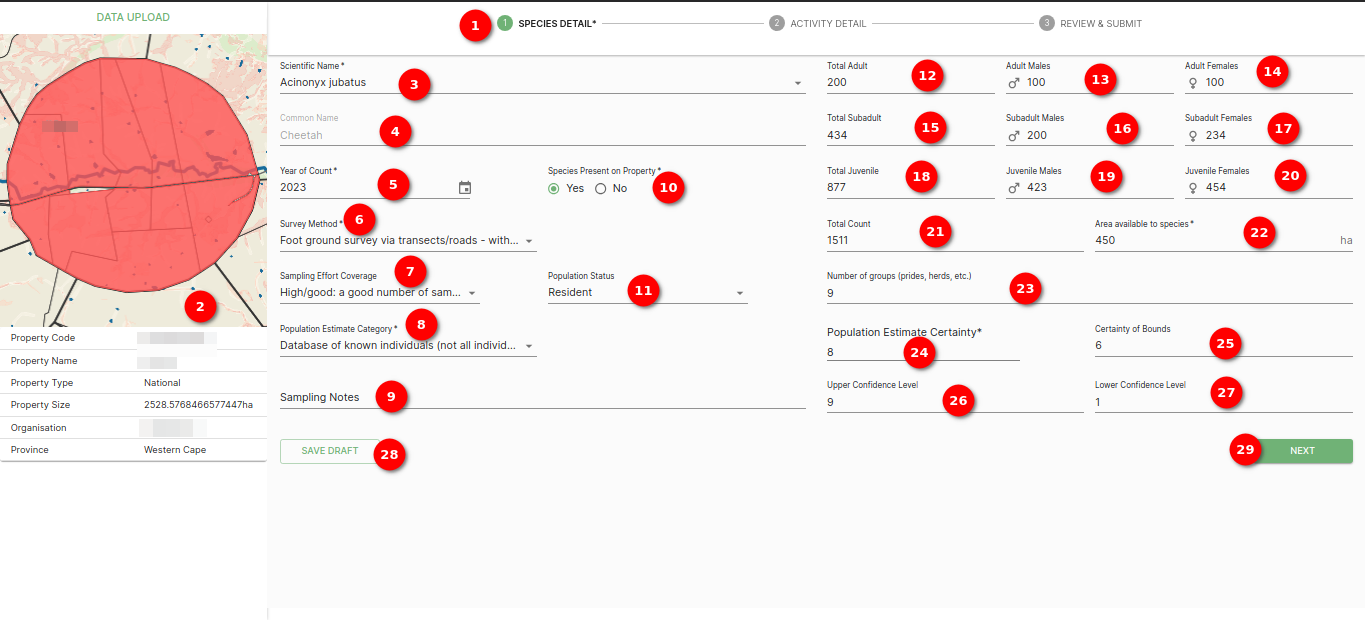 DATA UPLOAD
1 1 SPECIES DETAIL* 2 ACTIVITY DETAIL 3 REVIEW & SUBMIT
2
Property Code
Property Name
Property Type National
Property Size 2528.5768466577447ha
Organisation
Province Western Cape
Scientific Name *
Acinonyx jubatus 3
Common Name
Cheetah 4
Year of Count *
2023 5
Species Present on Property *
Yes No 10
Survey Method * 6
Foot ground survey via transects/roads - with...
Sampling Effort Coverage 7
High/good: a good number of sam...
Population Status
Resident 11
Population Estimate Category * 8
Database of known individuals (not all individ...
Sampling Notes 9
SAVE DRAFT 28
Total Adult
200 12
Adult Males
100 13
Adult Females
100 14
Total Subadult
434 15
Subadult Males
200 16
Subadult Females
234 17
Total Juvenile
877 18
Juvenile Males
423 19
Juvenile Females
454 20
Total Count
1511 21
Area available to species *
450 22 ha
Number of groups (prides, herds, etc.)
9 23
Population Estimate Certainty*
8 24
Certainty of Bounds
6 25
Upper Confidence Level
9 26
Lower Confidence Level
1 27
29 NEXT